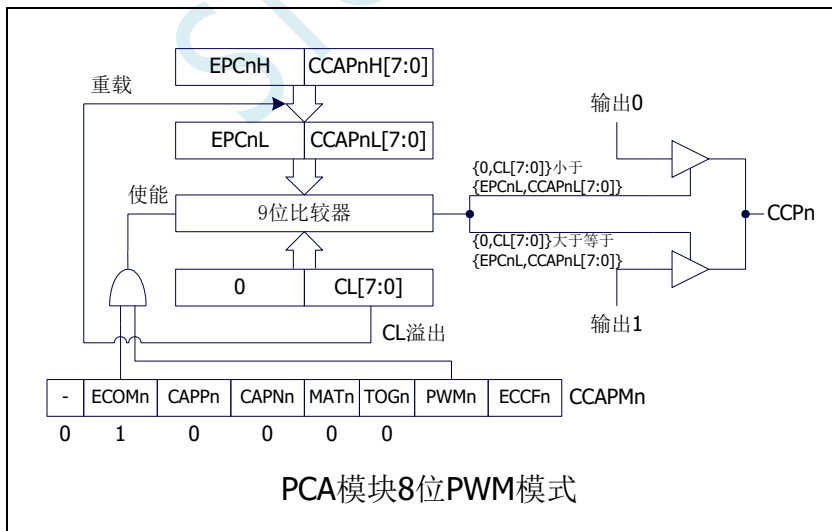 EPCnH CCAPnH[7:0]
重载
EPCnL CCAPnL[7:0]
输出0
使能
9位比较器
{0,CL[7:0]}小于
{EPCnL,CCAPnL[7:0]}
CCPn
{0,CL[7:0]}大于等于
{EPCnL,CCAPnL[7:0]}
0 CL[7:0]
输出1
CL溢出
- ECOMn CAPPn CAPNn MATn TOGn PWMn ECCFn CCAPMn
0 1 0 0 0 0
PCA模块8位PWM模式